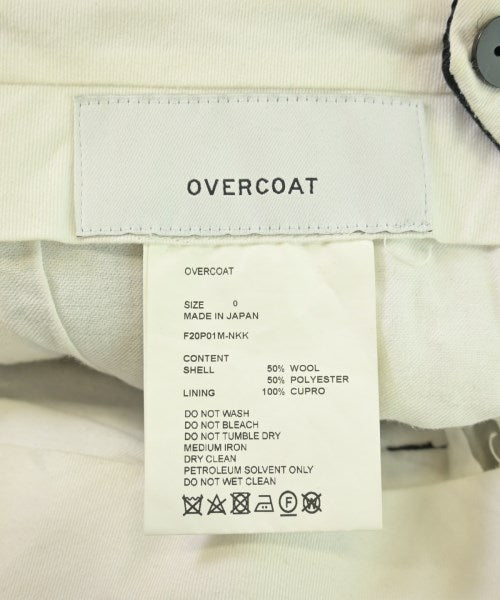 OVERCOAT
OVERCOAT
SIZE 0
MADE IN JAPAN
F20P01M-NKK
CONTENT
SHELL 50% WOOL
50% POLYESTER
LINING 100% CUPRO
DO NOT WASH
DO NOT BLEACH
DO NOT TUMBLE DRY
MEDIUM IRON
DRY CLEAN
PETROLEUM SOLVENT ONLY
DO NOT WET CLEAN
F W